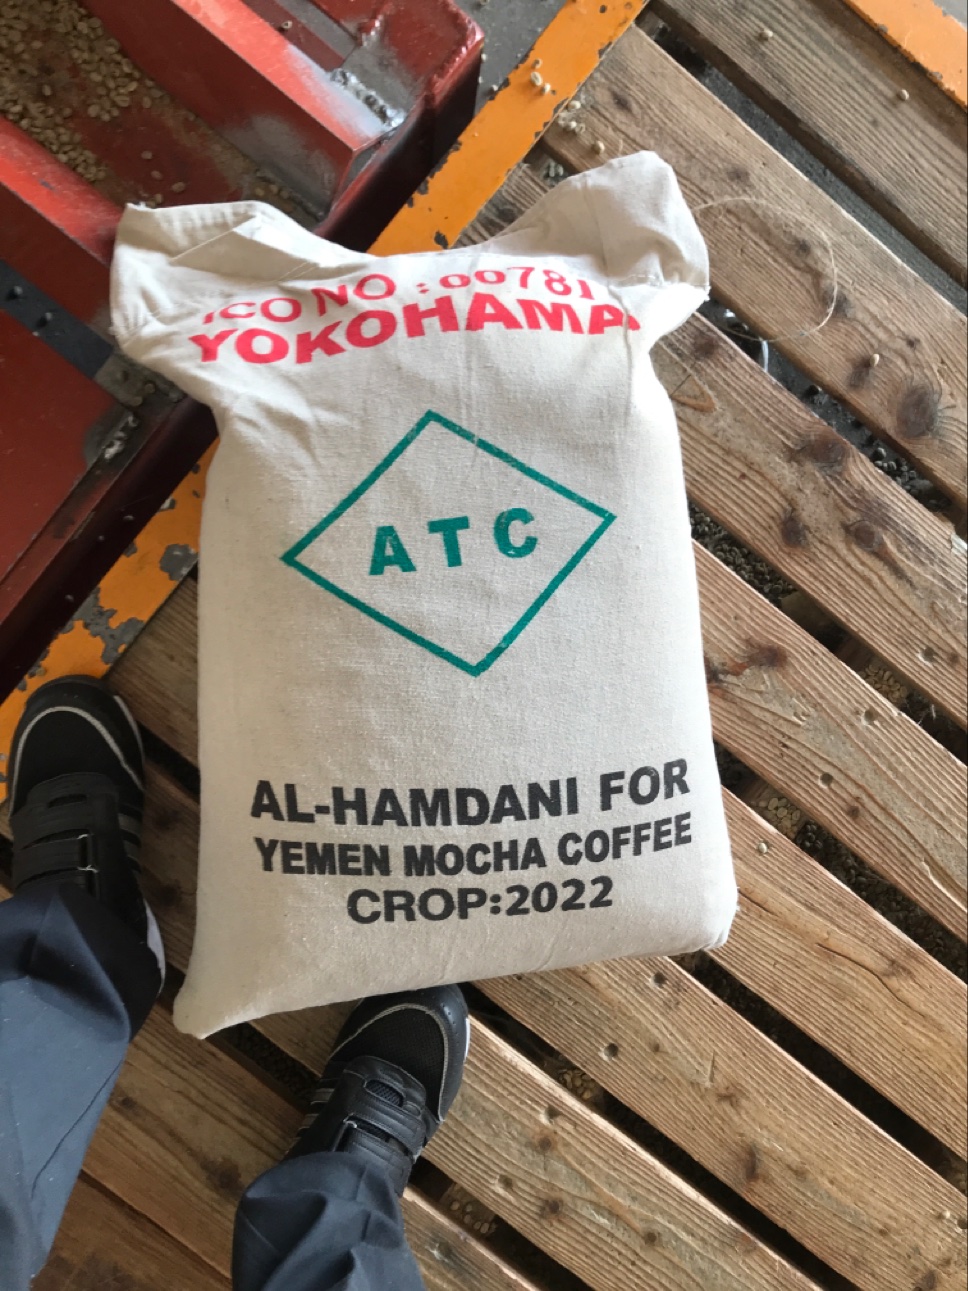 ICO NO : 00781
YOKOHAMA
ATC
AL-HAMDANI FOR
YEMEN MOCHA COFFEE
CROP:2022